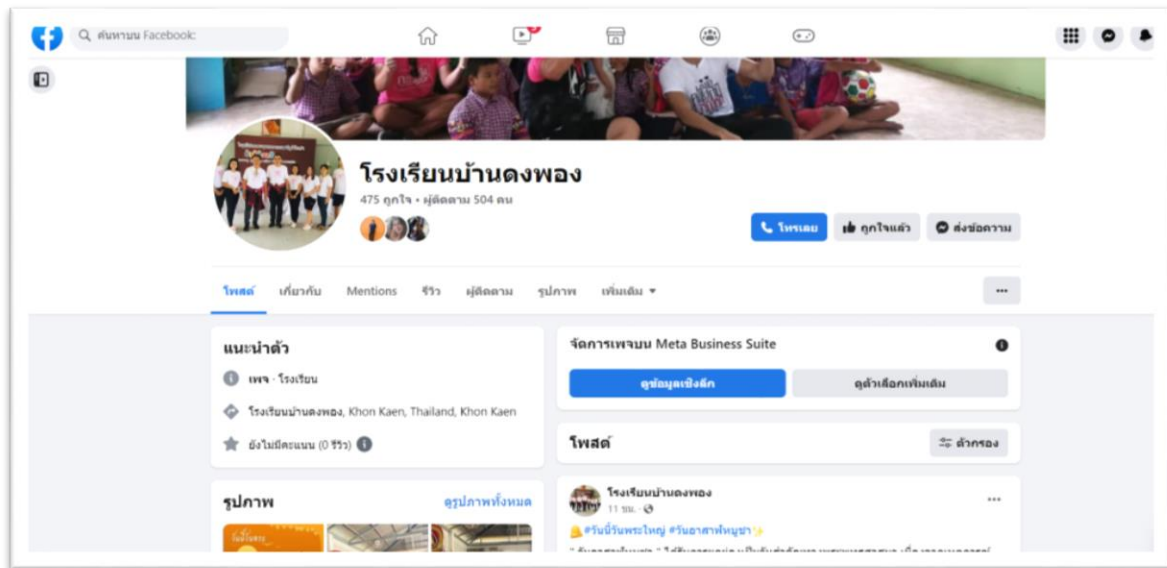 ค้นหาบน Facebook:
โรงเรียนบ้านดงพอง
475 ถูกใจ • ผู้ติดตาม 504 คน
โทรเลย
ถูกใจแล้ว
ส่งข้อความ
โพสต์ เกี่ยวกับ Mentions รีวิว ผู้ติดตาม รูปภาพ เพิ่มเติม
แนะนำตัว
เพจ · โรงเรียน
โรงเรียนบ้านดงพอง, Khon Kaen, Thailand, Khon Kaen
ยังไม่มีคะแนน (0 รีวิว)
รูปภาพ
ดูรูปภาพทั้งหมด
จัดการเพจบน Meta Business Suite
ดูข้อมูลเชิงลึก
ดูตัวเลือกเพิ่มเติม
โพสต์
ตัวกรอง
โรงเรียนบ้านดงพอง
11 ชม. ·
#วันนี้วันพระใหญ่ #วันอาสาฬหบูชา